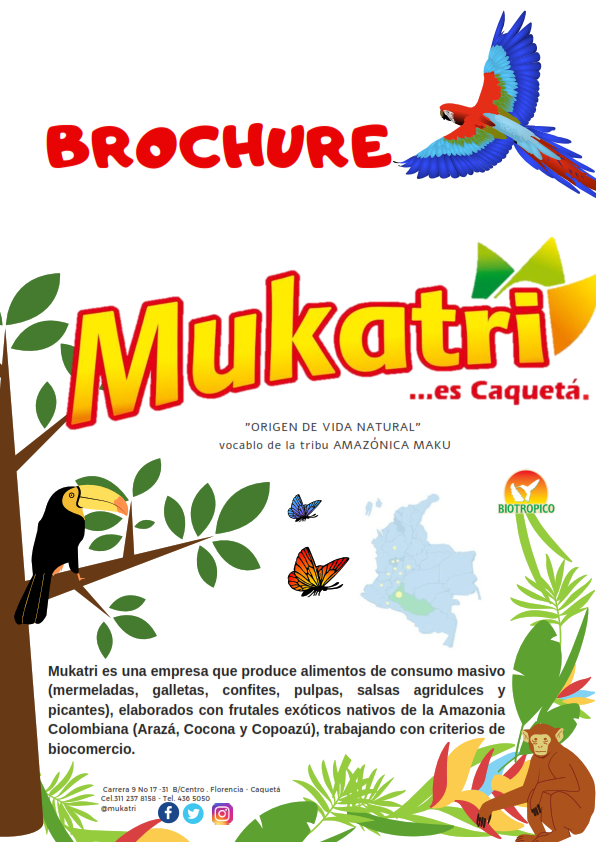 BROCHURE
Mukatri
...es Caquetá.
"ORIGEN DE VIDA NATURAL"
vocablo de la tribu AMAZÓNICA MAKU
BIOTROPICO
Mukatri es una empresa que produce alimentos de consumo masivo
(mermeladas, galletas, confites, pulpas, salsas agridulces y
picantes), elaborados con frutales exóticos nativos de la Amazonia
Colombiana (Arazá, Cocona y Copoazú), trabajando con criterios de
biocomercio.
Carrera 9 No 17 -31 B/Centro . Florencia - Caquetá
Cel.311 237 8158 - Tel. 436 5050
@mukatri